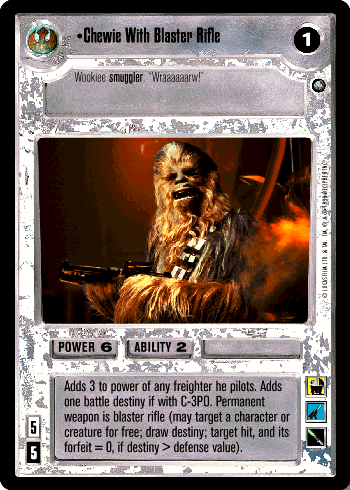 •Chewie With Blaster Rifle
1
Wookiee smuggler. "Wraaaaaarw!"
POWER 6 ABILITY 2
Adds 3 to power of any freighter he pilots. Adds
one battle destiny if with C-3PO. Permanent
weapon is blaster rifle (may target a character or
creature for free; draw destiny; target hit, and its
forfeit = 0, if destiny > defense value).
5
5